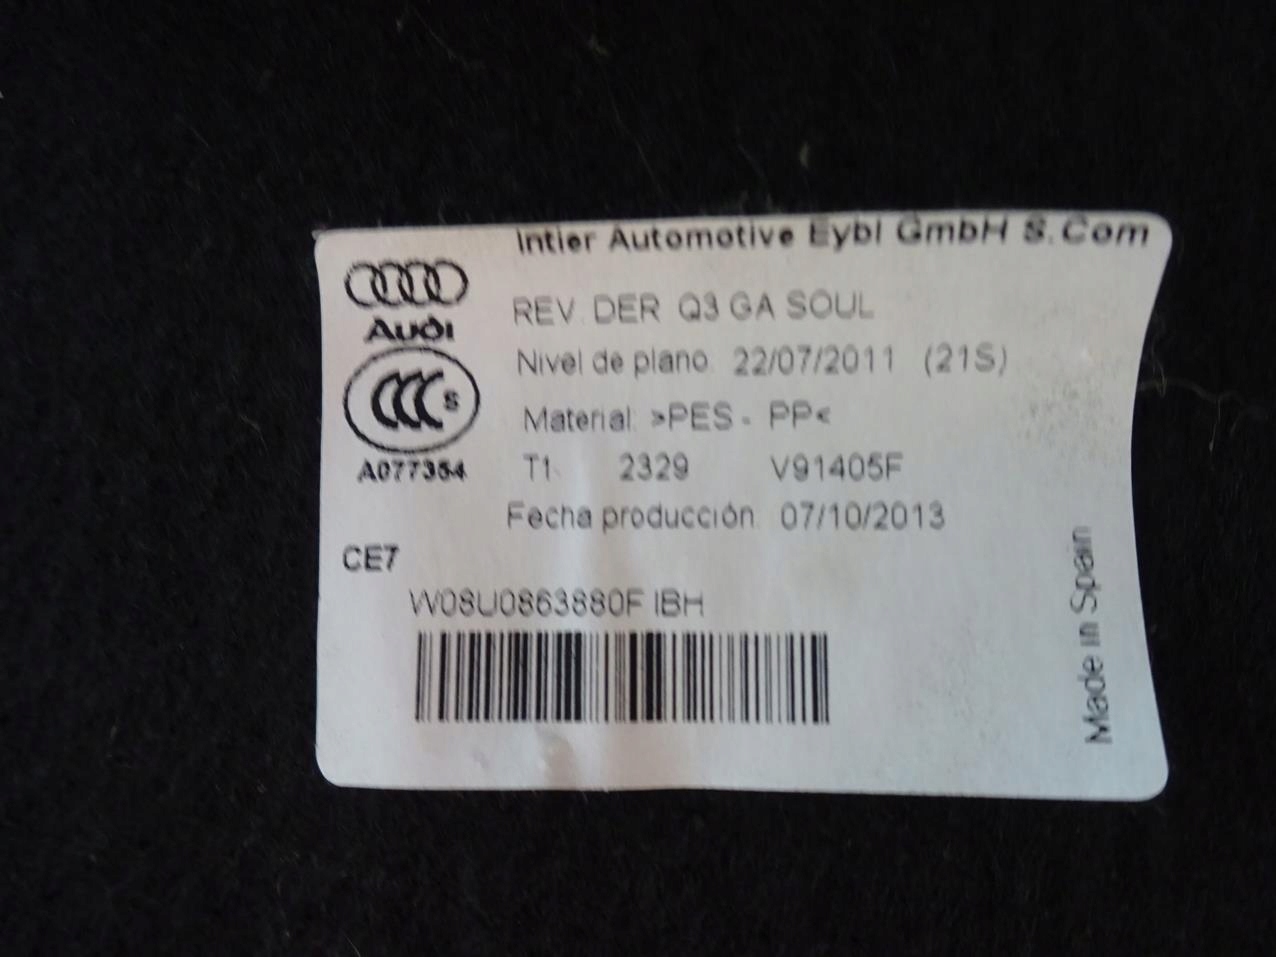 Intier Automotive Eybl GmbH S.Com
Audi
REV. DER Q3 GA SOUL
Nivel de plano 22/07/2011 (21S)
CCC S
Material: >PES - PP<
A077354
T1 2329 V91405F
Fecha producción 07/10/2013
CE7
W08U0863880F IBH
Made in Spain